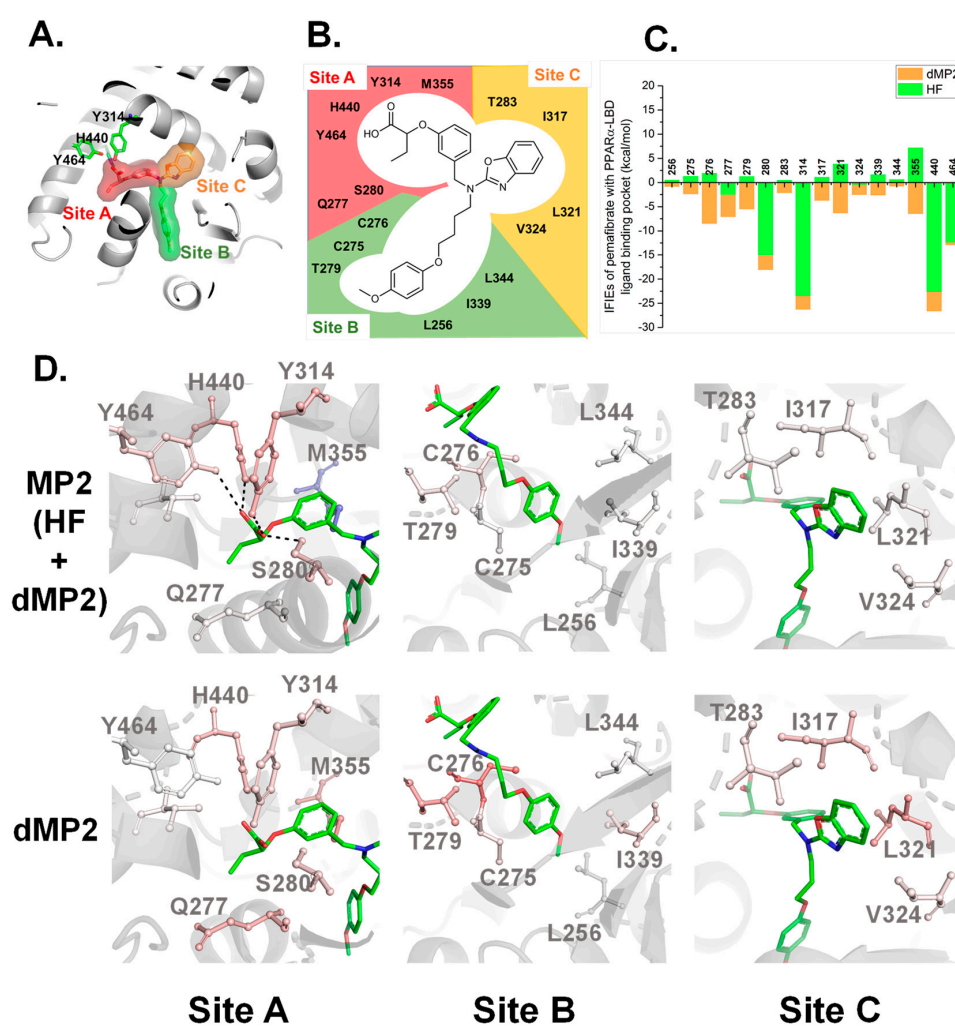 A.
Y314
H440
Y464
Site A
Site C
Site B
B.
Site A
Y314
M355
Site C
H440
T283
I317
Y464
O
HO
O
O
N
N
S280
Q277
C276
L321
V324
C275
T279
O
L344
O
I339
Site B
L256
C.
dMP2
HF
IFIEs of pemafibrate with PPARα-LBD
ligand binding pocket (kcal/mol)
20
15
10
5
0
-5
-10
-15
-20
-25
-30
256
275
276
277
279
280
283
314
317
321
324
339
344
355
440
464
D.
MP2
(HF
+
dMP2)
Y464
H440
Y314
M355
S280
Q277
L344
C276
T279
C275
I339
L256
T283
I317
L321
V324
dMP2
Y464
H440
Y314
M355
S280
Q277
L344
C276
T279
C275
I339
L256
T283
I317
L321
V324
Site A
Site B
Site C